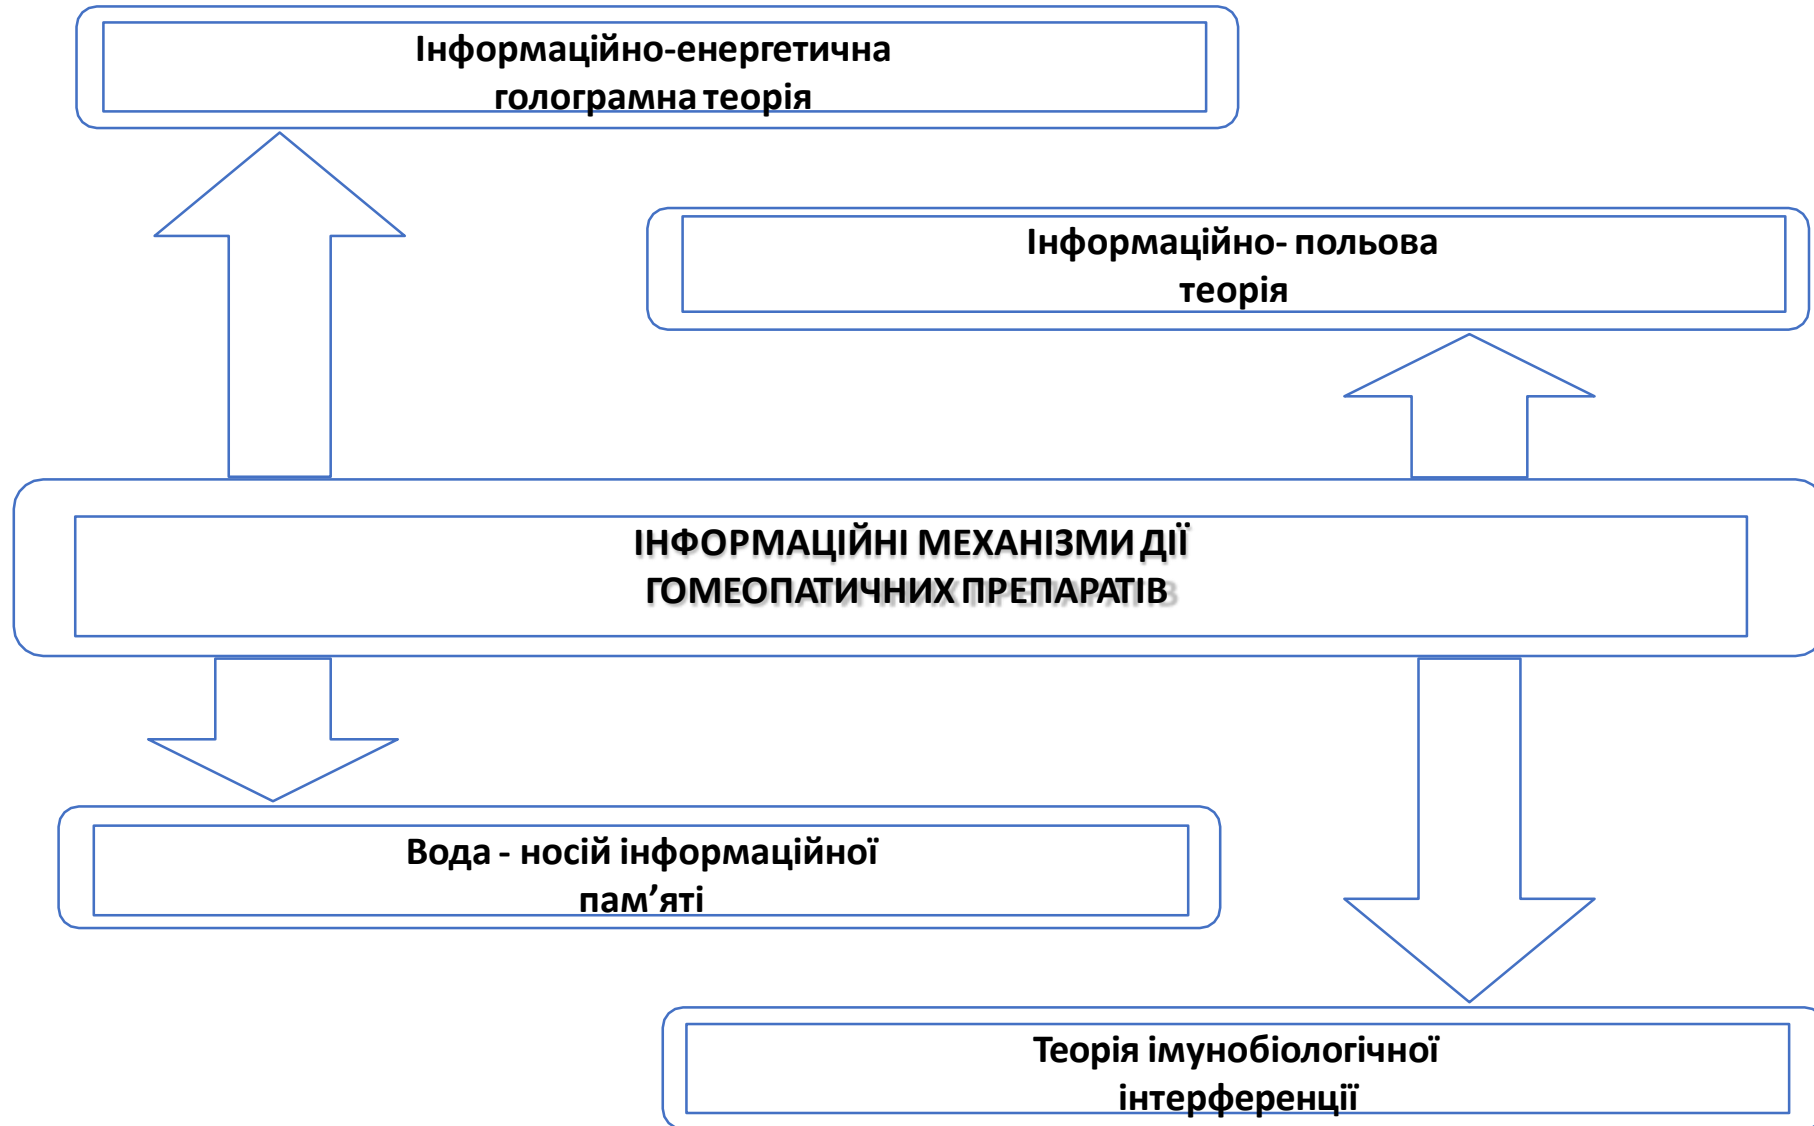 Інформаційно-енергетична
голограмна теорія
Інформаційно- польова
теорія
ІНФОРМАЦІЙНІ МЕХАНІЗМИ ДІЇ
ГОМЕОПАТИЧНИХ ПРЕПАРАТІВ
Вода - носій інформаційної
пам’яті
Теорія імунобіологічної
інтерференції